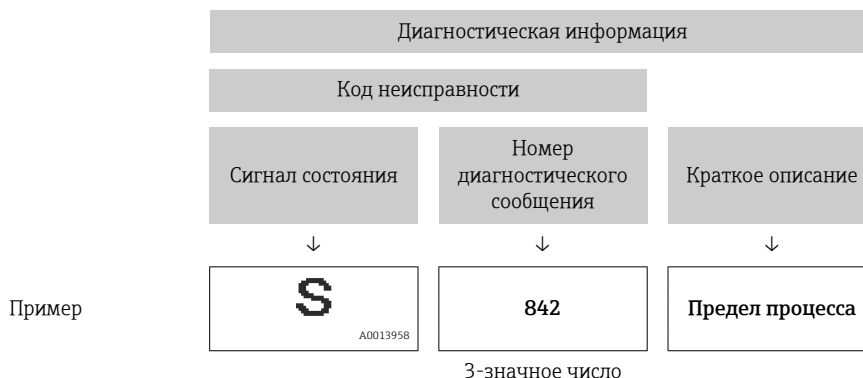 Диагностическая информация
Код неисправности
Сигнал состояния
Номер
диагностического
сообщения
Краткое описание
↓ ↓ ↓
Пример
S
A0013958
842
Предел процесса
3-значное число